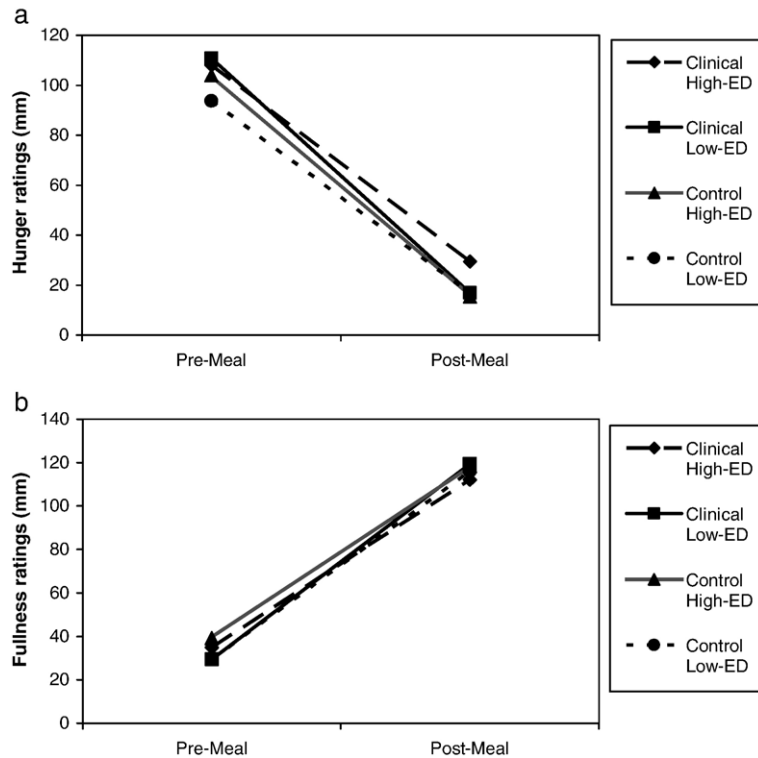 a
120
100
80
60
40
20
0
Hunger ratings (mm)
Pre-Meal
Post-Meal
Clinical
High-ED
Clinical
Low-ED
Control
High-ED
Control
Low-ED
b
140
120
100
80
60
40
20
0
Fullness ratings (mm)
Pre-Meal
Post-Meal
Clinical
High-ED
Clinical
Low-ED
Control
High-ED
Control
Low-ED